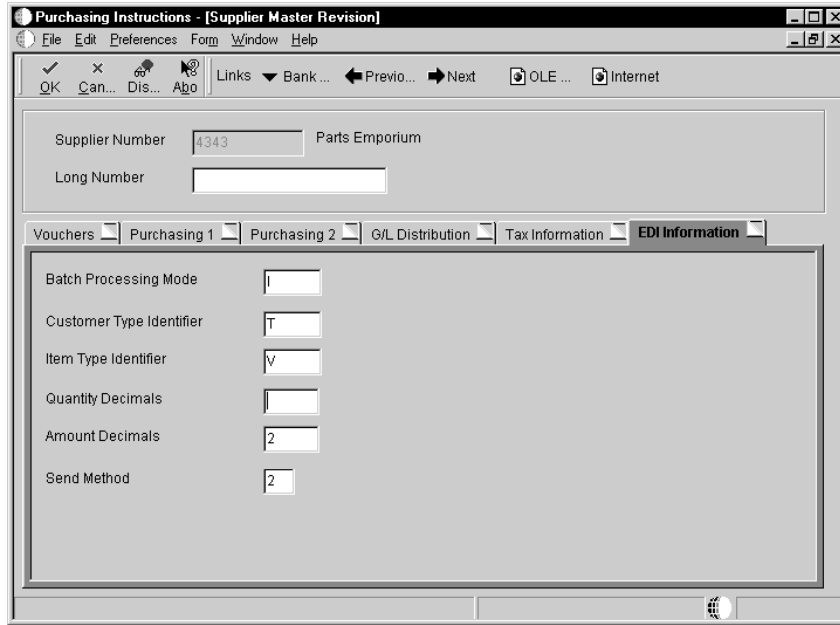 Purchasing Instructions - [Supplier Master Revision]
File Edit Preferences Form Window Help
OK Can... Dis... Abo Links Bank ... Previo... Next OLE ... Internet
Supplier Number 4343 Parts Emporium
Long Number
Vouchers Purchasing 1 Purchasing 2 G/L Distribution Tax Information EDI Information
Batch Processing Mode I
Customer Type Identifier T
Item Type Identifier V
Quantity Decimals
Amount Decimals 2
Send Method 2